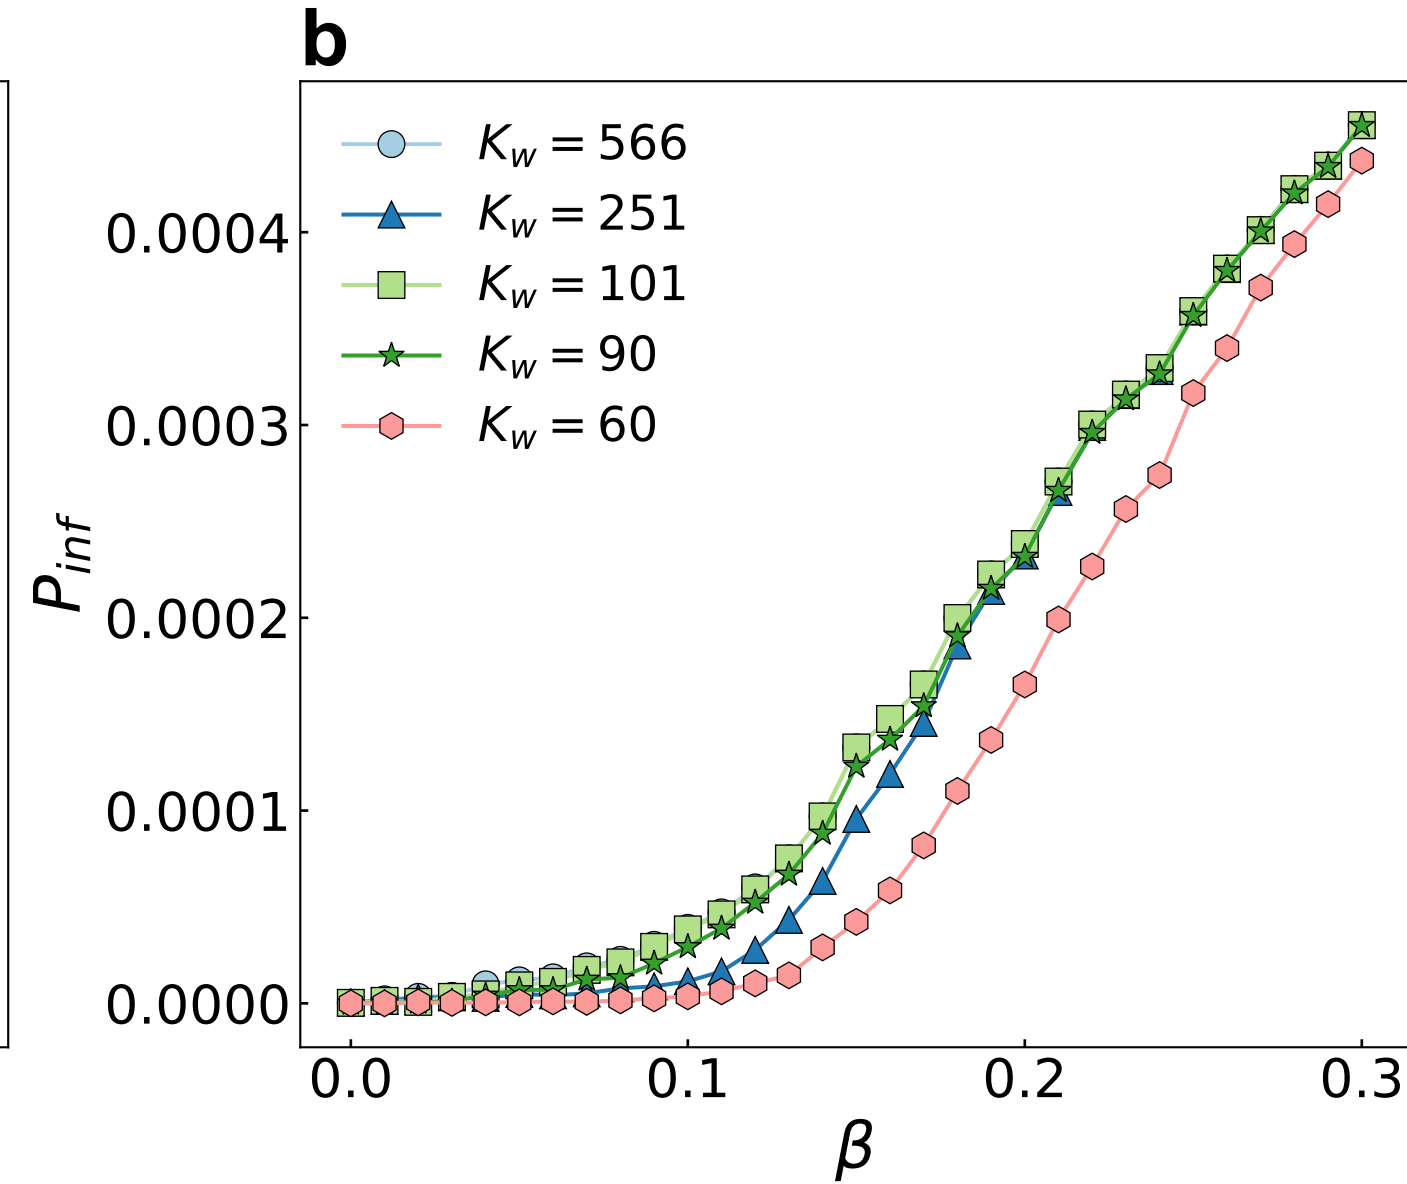 b
K_w = 566
K_w = 251
K_w = 101
K_w = 90
K_w = 60
0.0004
0.0003
0.0002
0.0001
0.0000
P_inf
0.0 0.1 0.2 0.3
β